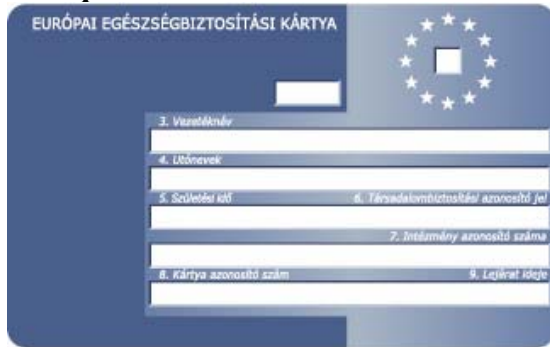 EURÓPAI EGÉSZSÉGBIZTOSÍTÁSI KÁRTYA
3. Vezetéknév
4. Utónevek
5. Születési idő 6. Társadalombiztosítási azonosító jel
7. Intézmény azonosító száma
8. Kártya azonosító szám 9. Lejárat ideje